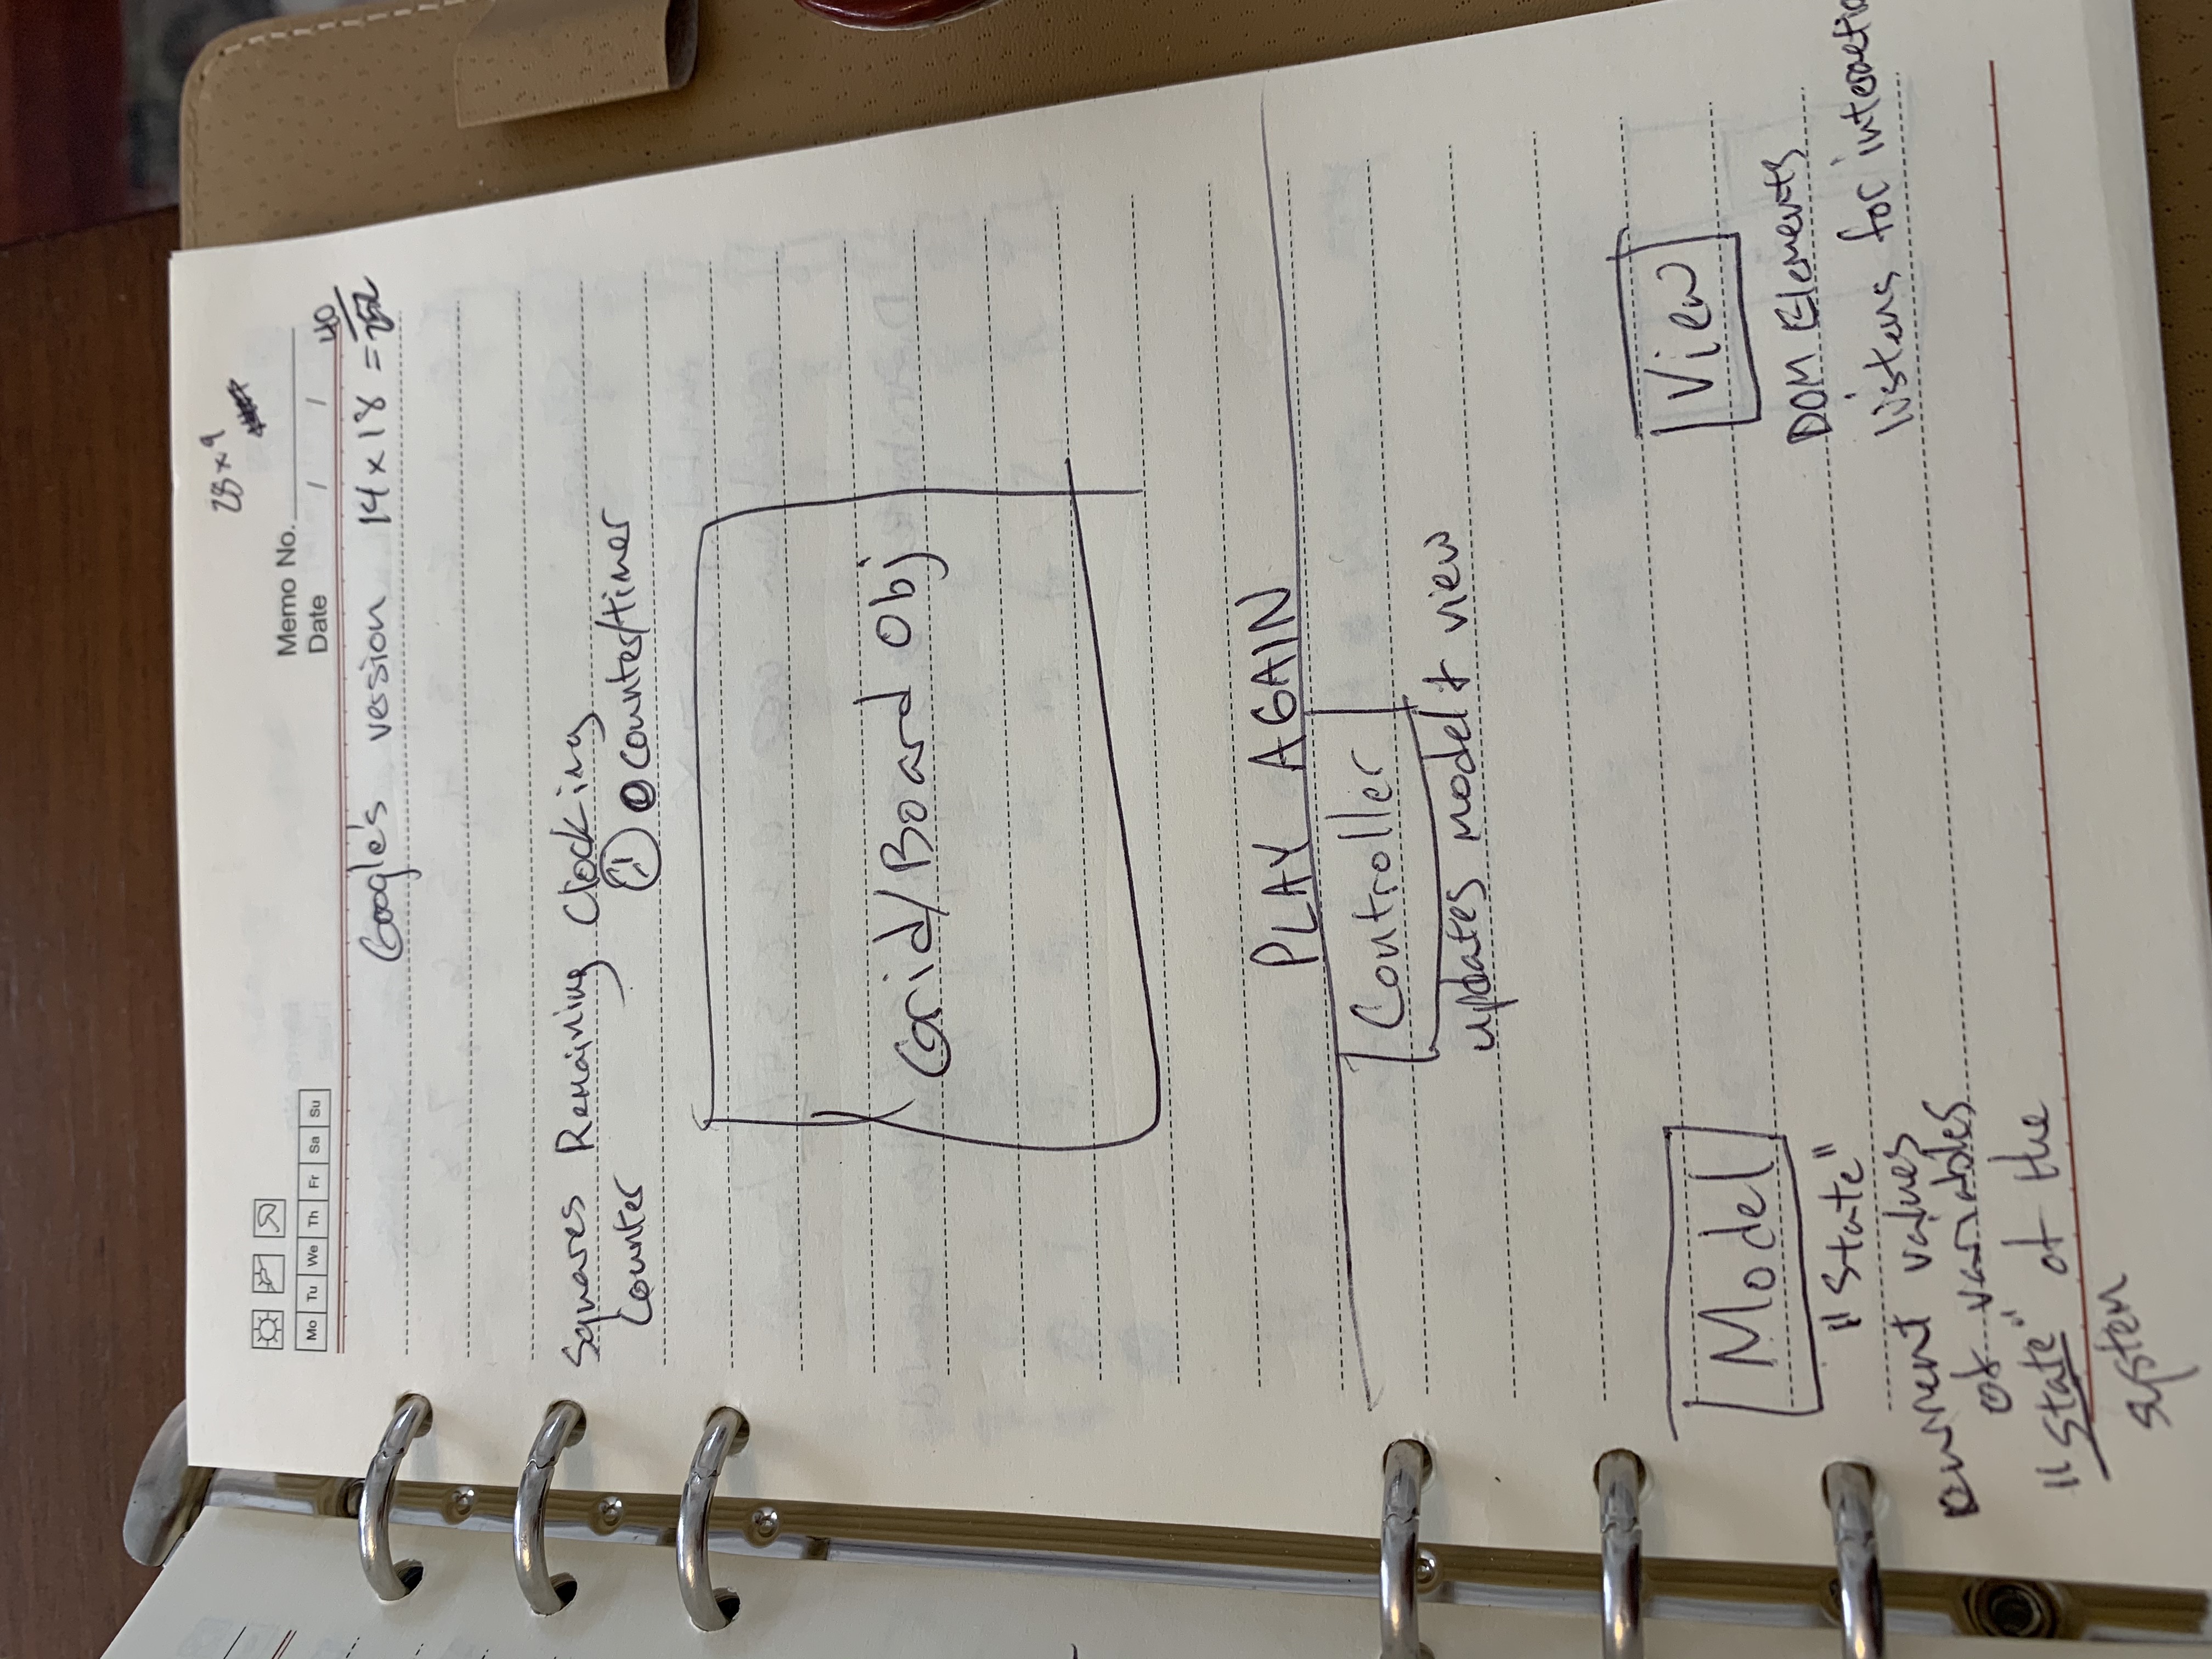 28 x 9
Memo No.
Mo Tu We Th Fr Sa Su
Date / /
40
Google's version 14 x 18 = 252
Squares Remaining Clocking
Counter counter/timer
Grid/Board Obj
PLAY AGAIN
Controller
updates model + view
View
Model
DOM Elements
"State"
listens for interactio
current values
of variables
"State" of the
system